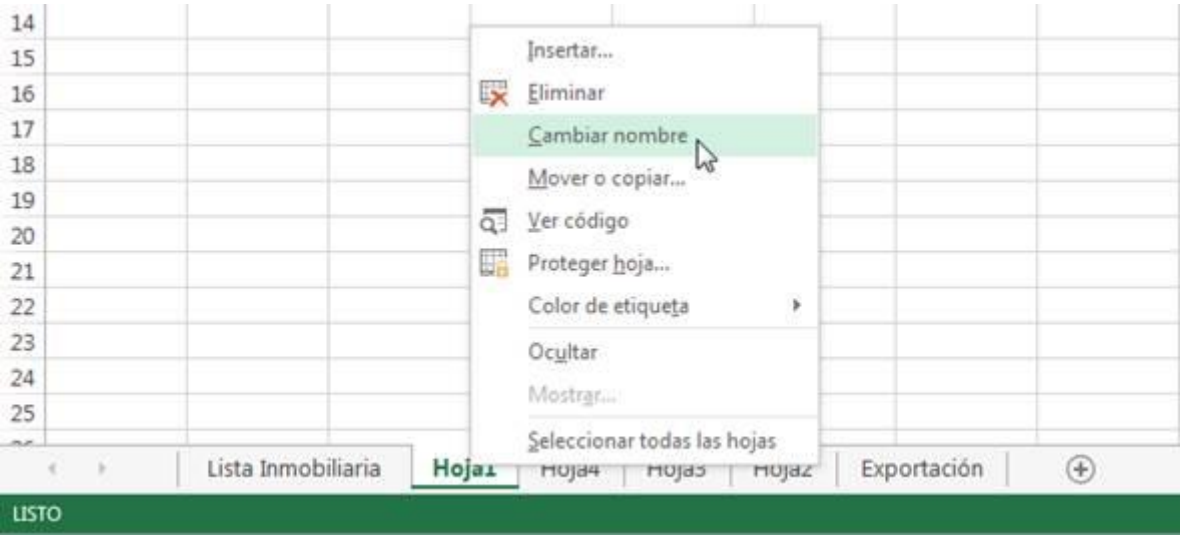 14
Insertar...
15
16
Eliminar
17
Cambiar nombre
18
Mover o copiar...
19
20
Ver código
21
Proteger hoja...
22
Color de etiqueta
23
Ocultar
24
Mostrar...
25
Seleccionar todas las hojas
Lista Inmobiliaria Hoja1 Hoja4 Hoja3 Hoja2 Exportación
LISTO